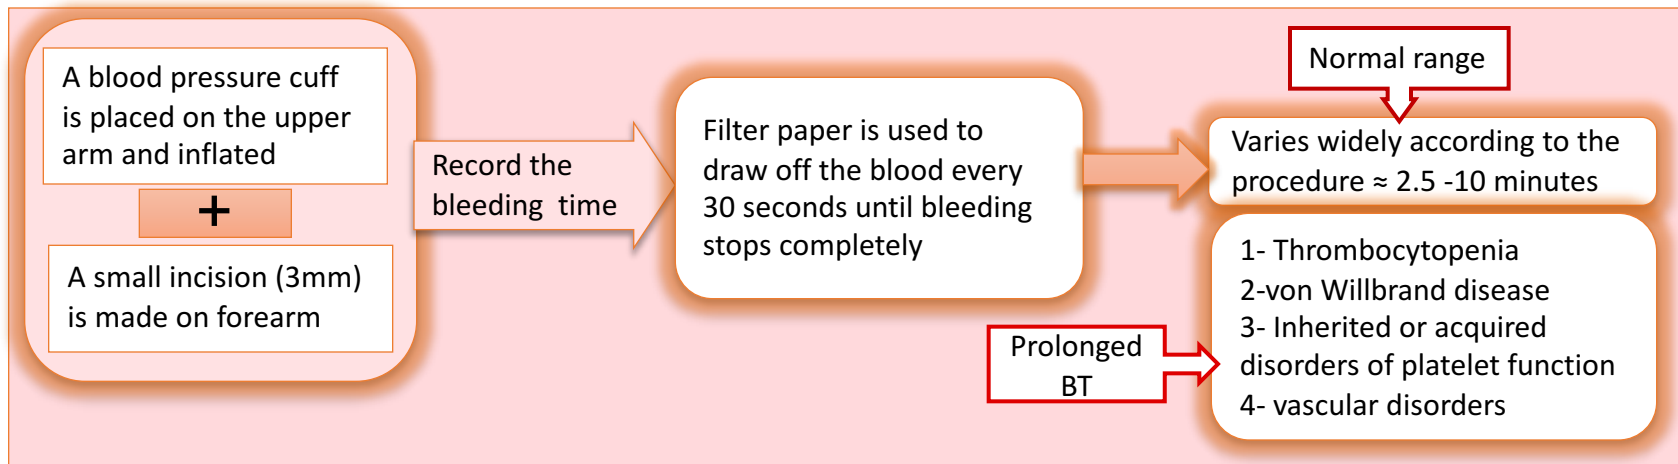 A blood pressure cuff
is placed on the upper
arm and inflated
+
A small incision (3mm)
is made on forearm
Record the
bleeding time
Filter paper is used to
draw off the blood every
30 seconds until bleeding
stops completely
Normal range
Varies widely according to the
procedure ≈ 2.5 -10 minutes
Prolonged
BT
1- Thrombocytopenia
2-von Willbrand disease
3- Inherited or acquired
disorders of platelet function
4- vascular disorders